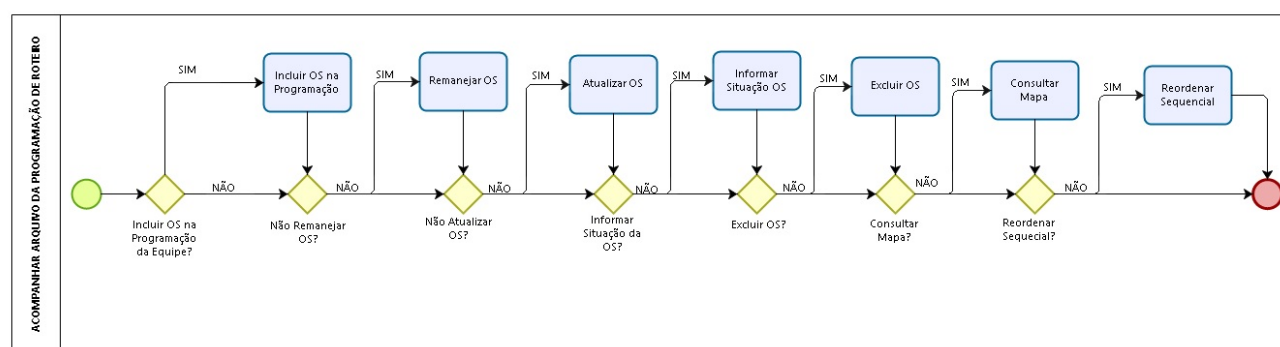 ACOMPANHAR ARQUIVO DA PROGRAMAÇÃO DE ROTEIRO
SIM
Incluir OS na
Programação
SIM
Remanejar OS
SIM
Atualizar OS
SIM
Informar
Situação OS
SIM
Excluir OS
SIM
Consultar
Mapa
SIM
Reordenar
Sequencial
NÃO
NÃO
NÃO
NÃO
NÃO
NÃO
NÃO
Incluir OS na
Programação
da Equipe?
Não Remanejar
OS?
Não Atualizar
OS?
Informar
Situação da
OS?
Excluir OS?
Consultar
Mapa?
Reordenar
Sequecial?